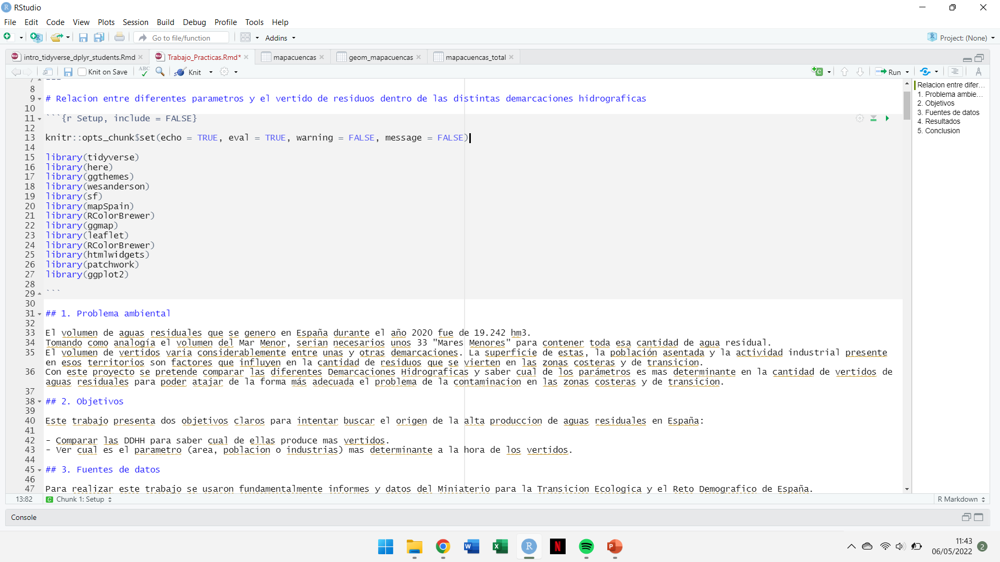 RStudio
File Edit Code View Plots Session Build Debug Profile Tools Help
Go to file/function Addins Project: (None)
intro_tidyverse_dplyr_students.Rmd Trabajo_Practicas.Rmd* mapacuencas geom_mapacuencas mapacuencas_total
Knit on Save ABC Knit Run
7 ---
8
9 # Relacion entre diferentes parametros y el vertido de residuos dentro de las distintas demarcaciones hidrograficas
10
11 ```{r Setup, include = FALSE}
12
13 knitr::opts_chunk$set(echo = TRUE, eval = TRUE, warning = FALSE, message = FALSE)
14
15 library(tidyverse)
16 library(here)
17 library(ggthemes)
18 library(wesanderson)
19 library(sf)
20 library(mapSpain)
21 library(RColorBrewer)
22 library(ggmap)
23 library(leaflet)
24 library(RColorBrewer)
25 library(htmlwidgets)
26 library(patchwork)
27 library(ggplot2)
28
29 ```
30
31 ## 1. Problema ambiental
32
33 El volumen de aguas residuales que se genero en España durante el año 2020 fue de 19.242 hm3.
34 Tomando como analogía el volumen del Mar Menor, serian necesarios unos 33 "Mares Menores" para contener toda esa cantidad de agua residual.
35 El volumen de vertidos varia considerablemente entre unas y otras demarcaciones. La superficie de estas, la población asentada y la actividad industrial presente
en esos territorios son factores que influyen en la cantidad de residuos que se vierten en las zonas costeras y de transicion.
36 Con este proyecto se pretende comparar las diferentes Demarcaciones Hidrograficas y saber cual de los parámetros es mas determinante en la cantidad de vertidos de
aguas residuales para poder atajar de la forma más adecuada el problema de la contaminacion en las zonas costeras y de transicion.
37
38 ## 2. Objetivos
39
40 Este trabajo presenta dos objetivos claros para intentar buscar el origen de la alta produccion de aguas residuales en España:
41
42 - Comparar las DDHH para saber cual de ellas produce mas vertidos.
43 - Ver cual es el parametro (area, poblacion o industrias) mas determinante a la hora de los vertidos.
44
45 ## 3. Fuentes de datos
46
47 Para realizar este trabajo se usaron fundamentalmente informes y datos del Miniaterio para la Transicion Ecologica y el Reto Demografico de España.
Relacion entre difer...
1. Problema ambie...
2. Objetivos
3. Fuentes de datos
4. Resultados
5. Conclusion
13:82 Chunk 1: Setup R Markdown
Console
11:43
06/05/2022
2